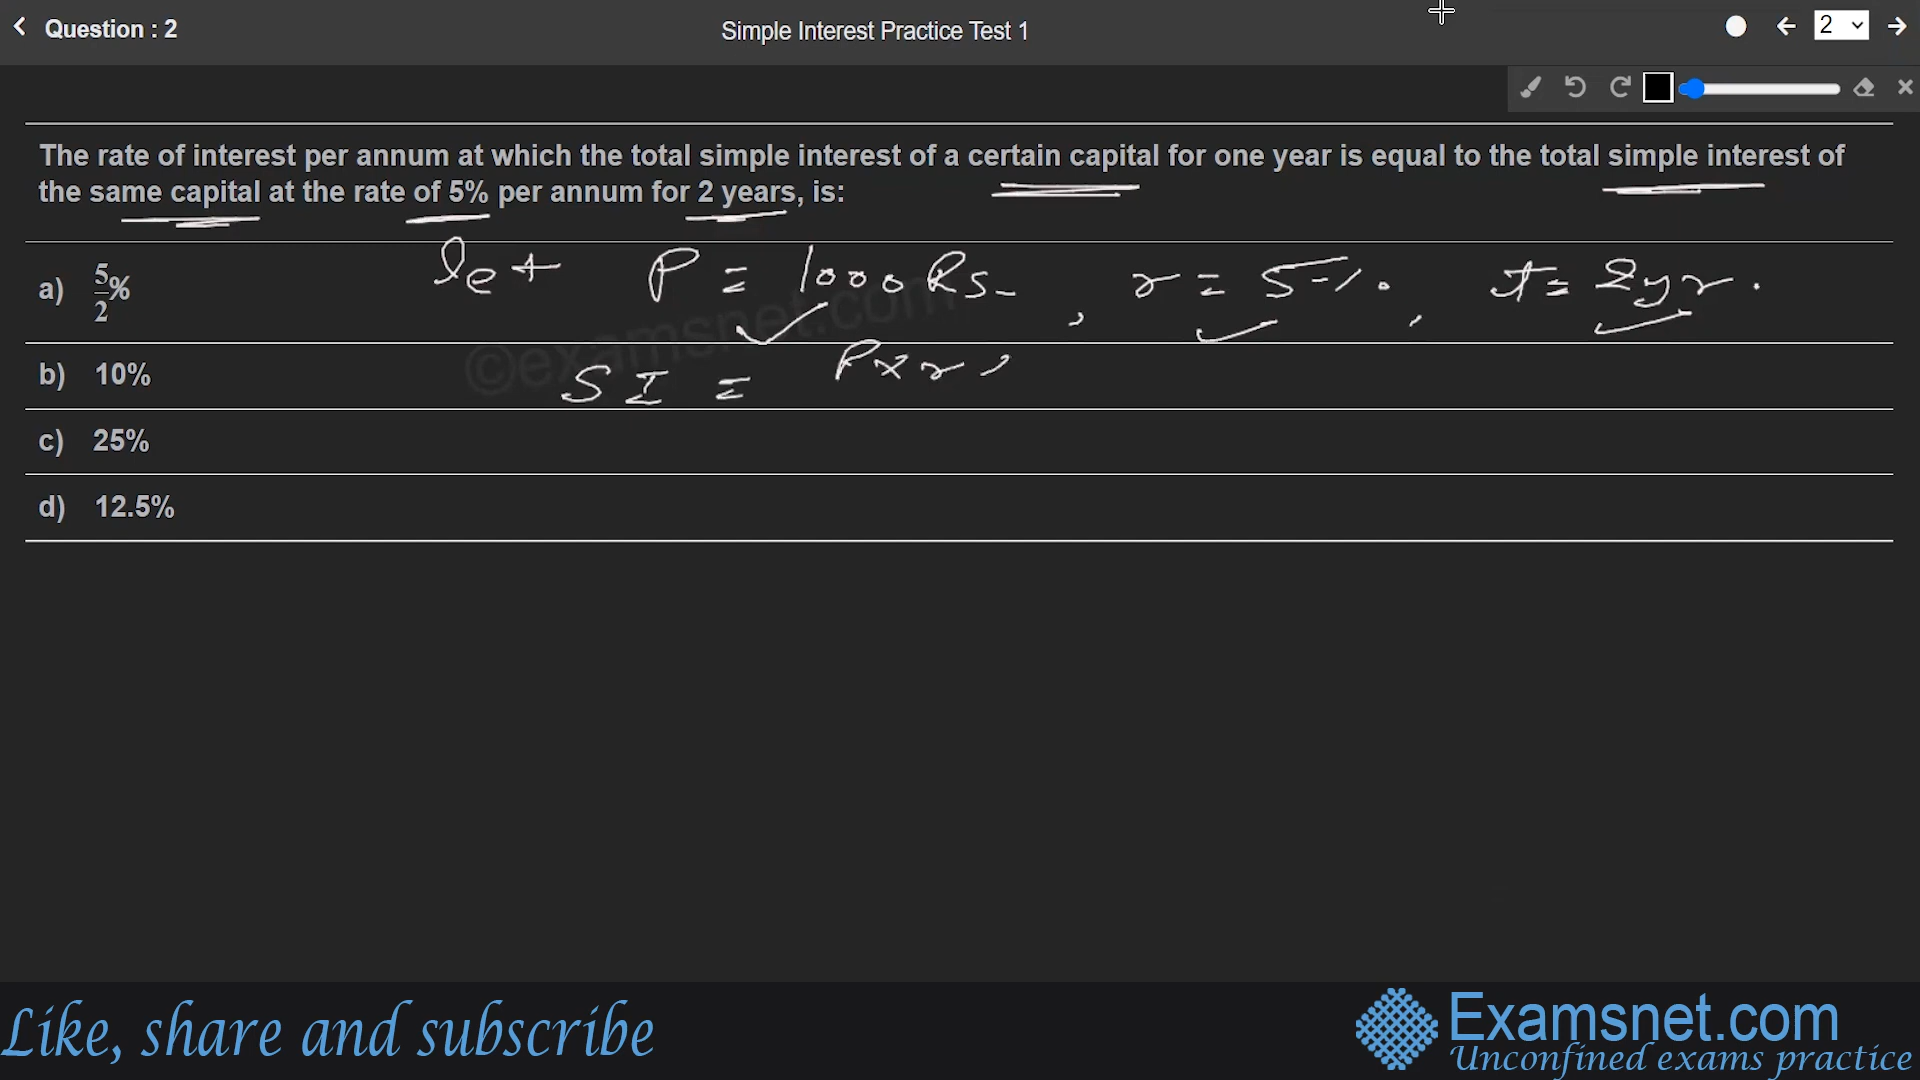 Question : 2
Simple Interest Practice Test 1
2
The rate of interest per annum at which the total simple interest of a certain capital for one year is equal to the total simple interest of
the same capital at the rate of 5% per annum for 2 years, is:
let P = 1000 Rs. , r = 5%. , t = 2yr.
a) 5/2%
©examsnet.com
SI = P×r
b) 10%
c) 25%
d) 12.5%
Like, share and subscribe
Examsnet.com
Unconfined exams practice